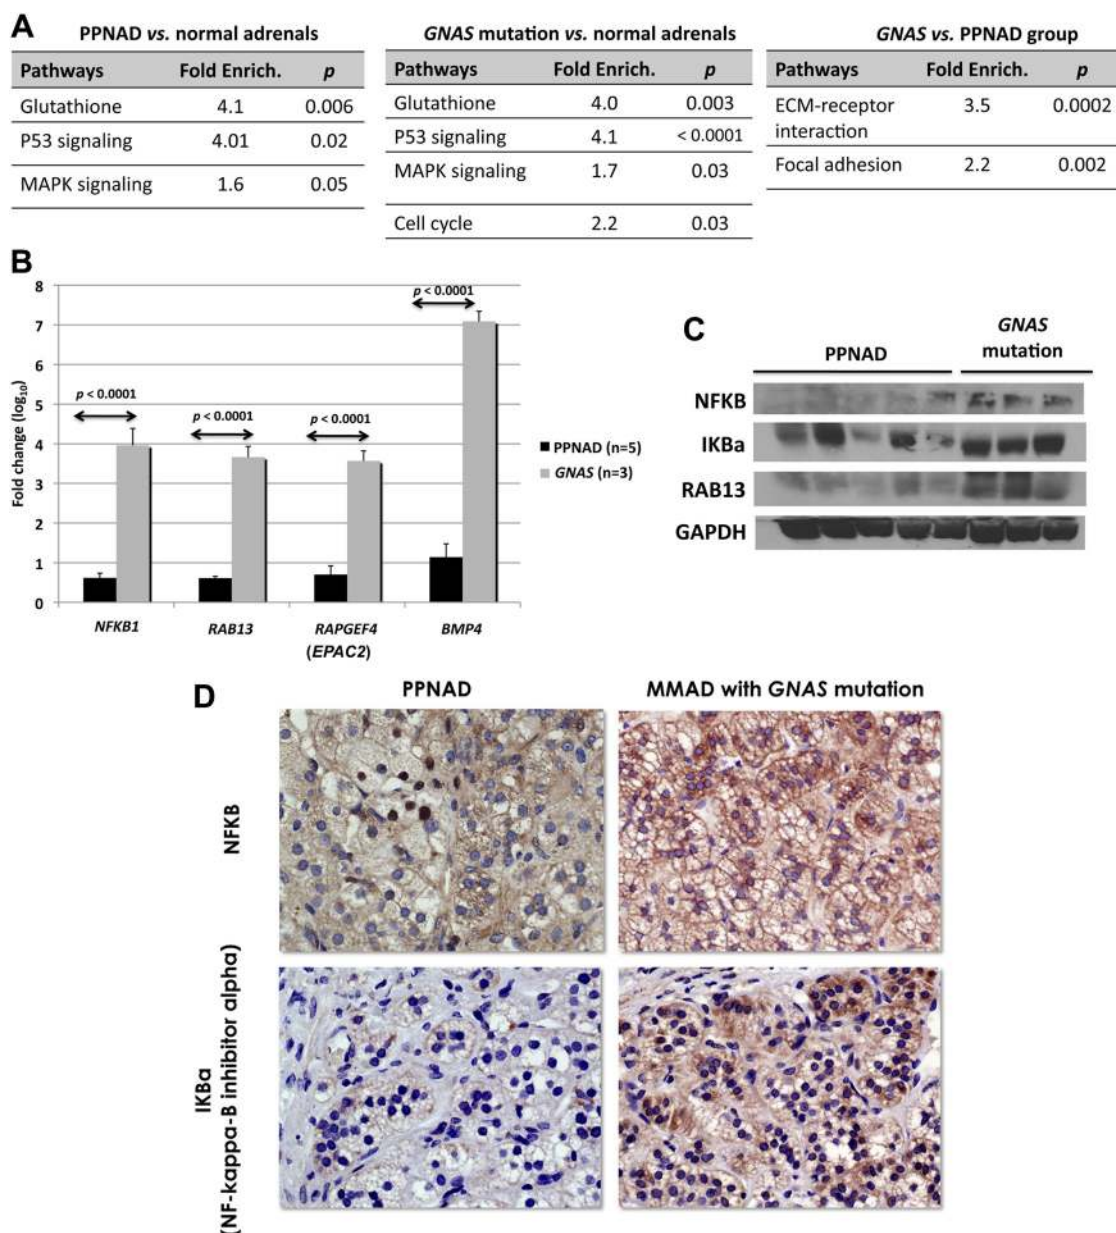 A
PPNAD vs. normal adrenals
Pathways Fold Enrich. p
Glutathione 4.1 0.006
P53 signaling 4.01 0.02
MAPK signaling 1.6 0.05
GNAS mutation vs. normal adrenals
Pathways Fold Enrich. p
Glutathione 4.0 0.003
P53 signaling 4.1 < 0.0001
MAPK signaling 1.7 0.03
Cell cycle 2.2 0.03
GNAS vs. PPNAD group
Pathways Fold Enrich. p
ECM-receptor 3.5 0.0002
interaction
Focal adhesion 2.2 0.002
B
Fold change (log10)
8
7
6
5
4
3
2
1
0
p < 0.0001
p < 0.0001
p < 0.0001
p < 0.0001
NFKB1 RAB13 RAPGEF4 BMP4
(EPAC2)
PPNAD (n=5)
GNAS (n=3)
C
PPNAD
GNAS
mutation
NFKB
IKBa
RAB13
GAPDH
D
PPNAD MMAD with GNAS mutation
NFKB
IKBa
(NF-kappa-B inhibitor alpha)